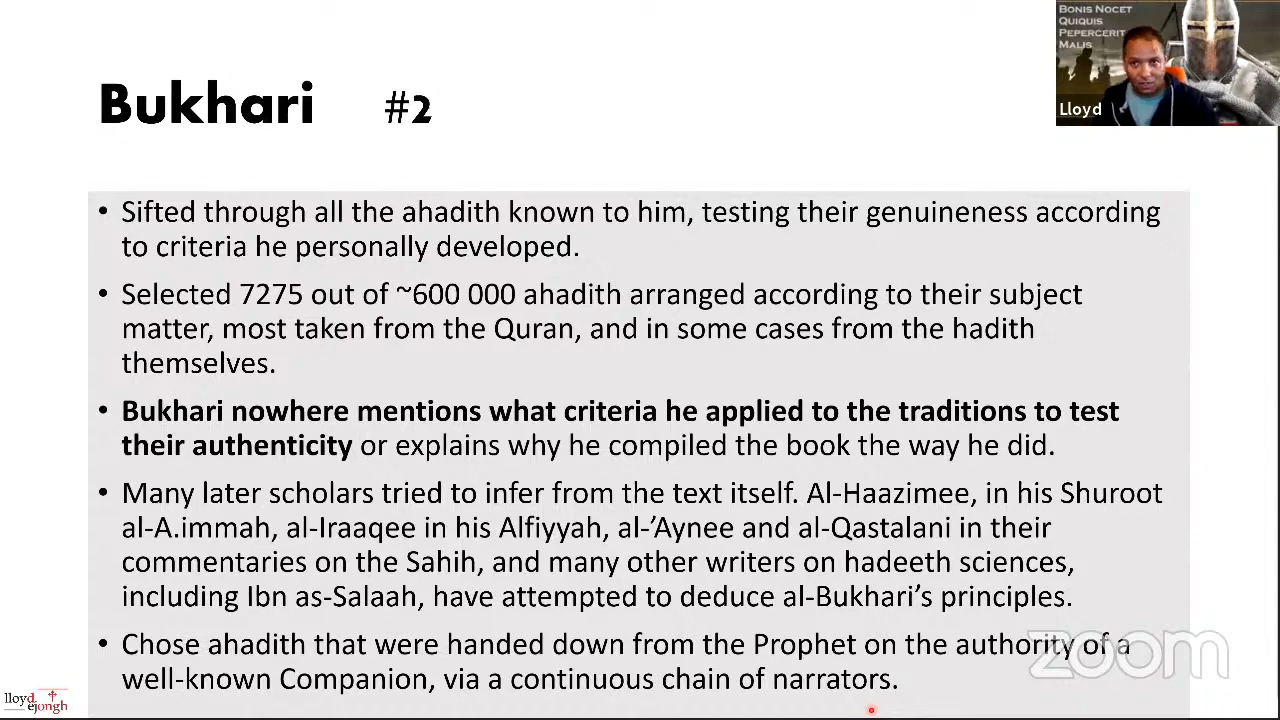 BONIS NOCET
QUIQUIS
PEPERCERIT
MALIS
Lloyd
Bukhari #2
• Sifted through all the ahadith known to him, testing their genuineness according
to criteria he personally developed.
• Selected 7275 out of ~600 000 ahadith arranged according to their subject
matter, most taken from the Quran, and in some cases from the hadith
themselves.
• Bukhari nowhere mentions what criteria he applied to the traditions to test
their authenticity or explains why he compiled the book the way he did.
• Many later scholars tried to infer from the text itself. Al-Haazimee, in his Shuroot
al-A.immah, al-Iraaqee in his Alfiyyah, al-’Aynee and al-Qastalani in their
commentaries on the Sahih, and many other writers on hadeeth sciences,
including Ibn as-Salaah, have attempted to deduce al-Bukhari’s principles.
• Chose ahadith that were handed down from the Prophet on the authority of a
well-known Companion, via a continuous chain of narrators.
zoom
lloyd
dejongh